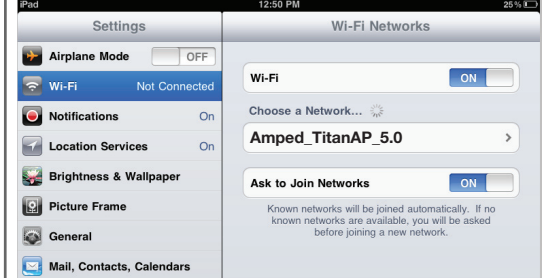 iPad 12:50 PM 25%
Settings
Airplane Mode OFF
Wi-Fi Not Connected
Notifications On
Location Services On
Brightness & Wallpaper
Picture Frame
General
Mail, Contacts, Calendars
Wi-Fi Networks
Wi-Fi ON
Choose a Network...
Amped_TitanAP_5.0
Ask to Join Networks ON
Known networks will be joined automatically. If no
known networks are available, you will be asked
before joining a new network.